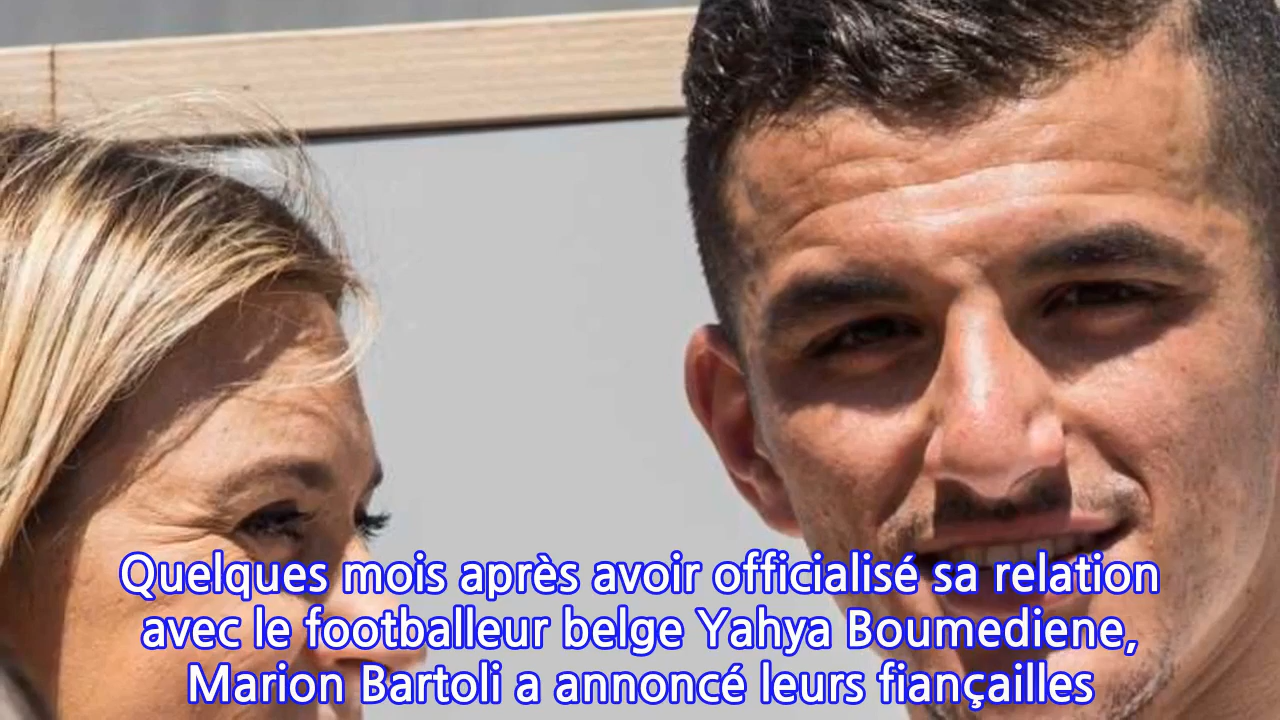 Quelques mois après avoir officialisé sa relation
avec le footballeur belge Yahya Boumediene,
Marion Bartoli a annoncé leurs fiançailles